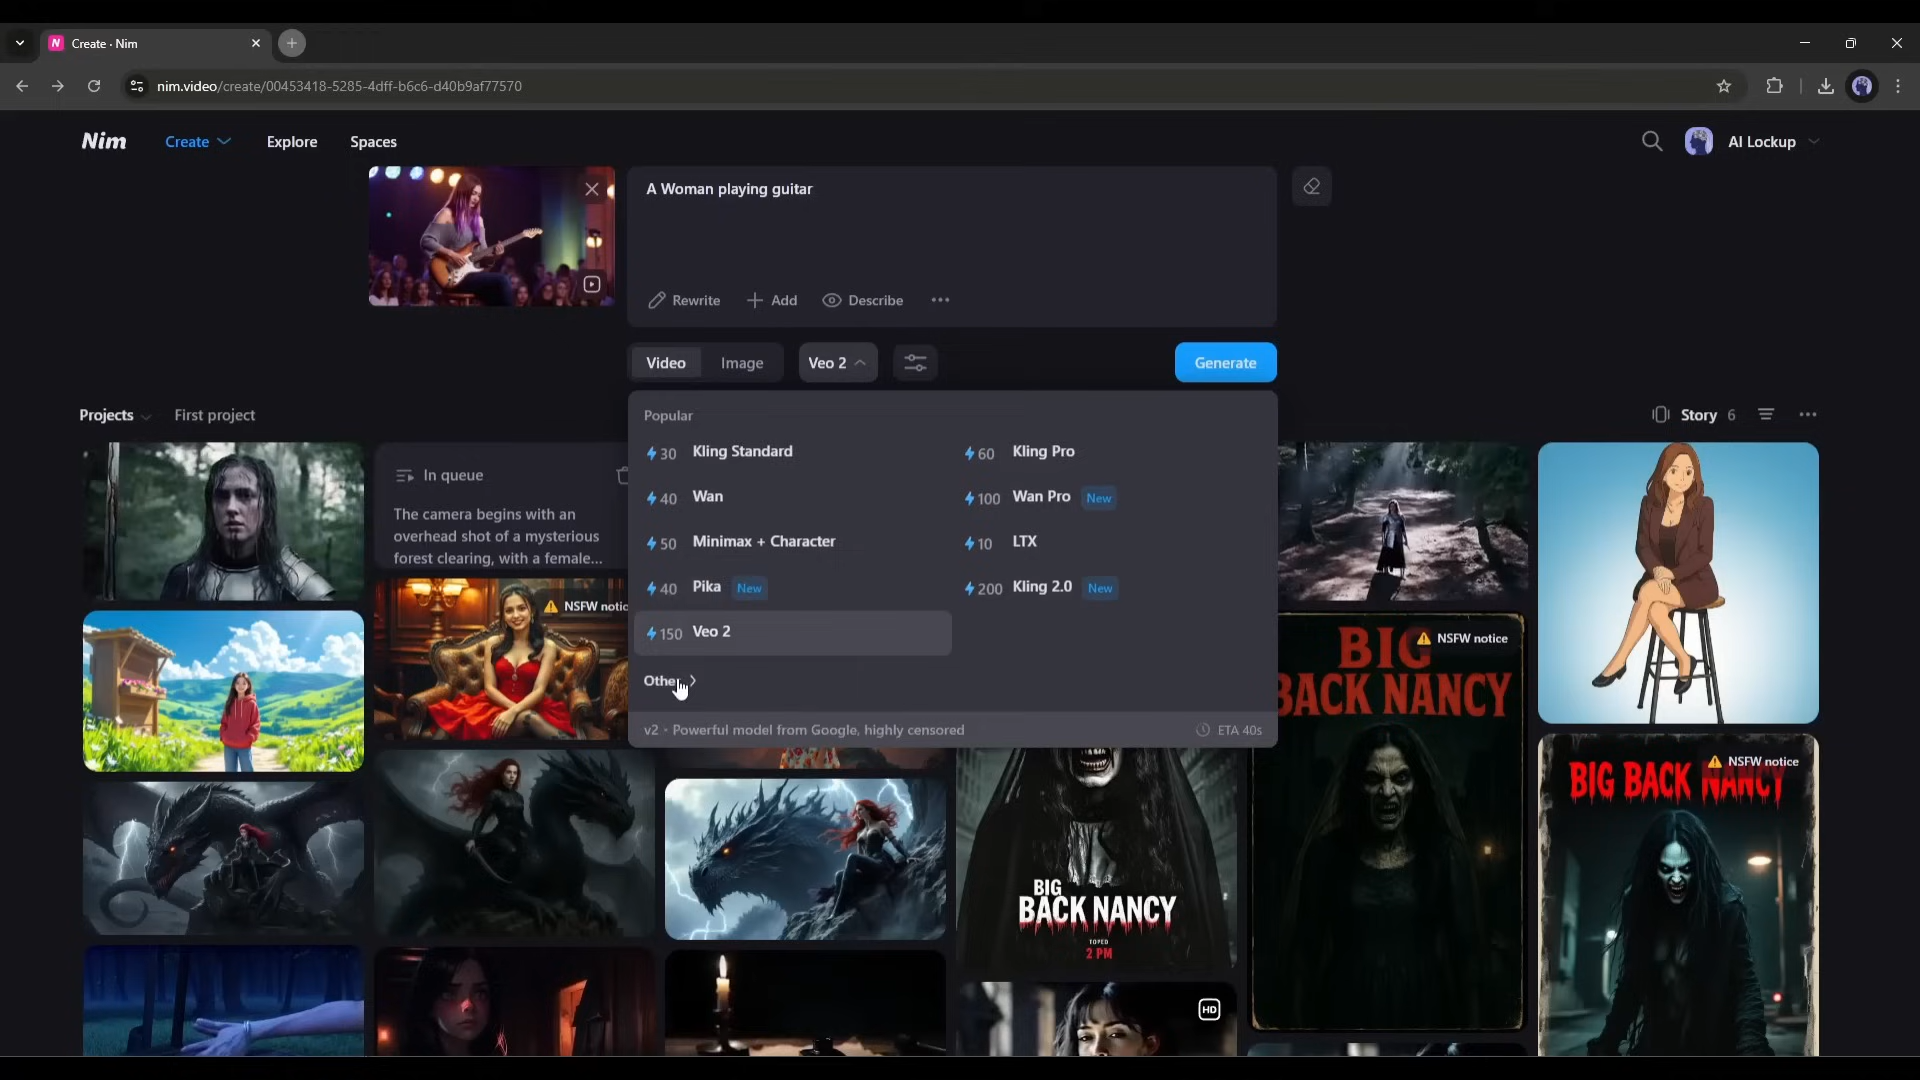 Create · Nim
nim.video/create/00453418-5285-4dff-b6c6-d40b9af77570
Nim
Create
Explore
Spaces
AI Lockup
A Woman playing guitar
Rewrite
Add
Describe
Video
Image
Veo 2
Generate
Projects
First project
Story 6
Popular
30 Kling Standard
60 Kling Pro
40 Wan
100 Wan Pro New
50 Minimax + Character
10 LTX
40 Pika New
200 Kling 2.0 New
150 Veo 2
Other
v2 · Powerful model from Google, highly censored
ETA 40s
In queue
The camera begins with an
overhead shot of a mysterious
forest clearing, with a female...
NSFW notic
NSFW notice
BIG
BACK NANCY
NSFW notice
BIG BACK NANCY
BIG
BACK NANCY
TOPED
2 PM
HD